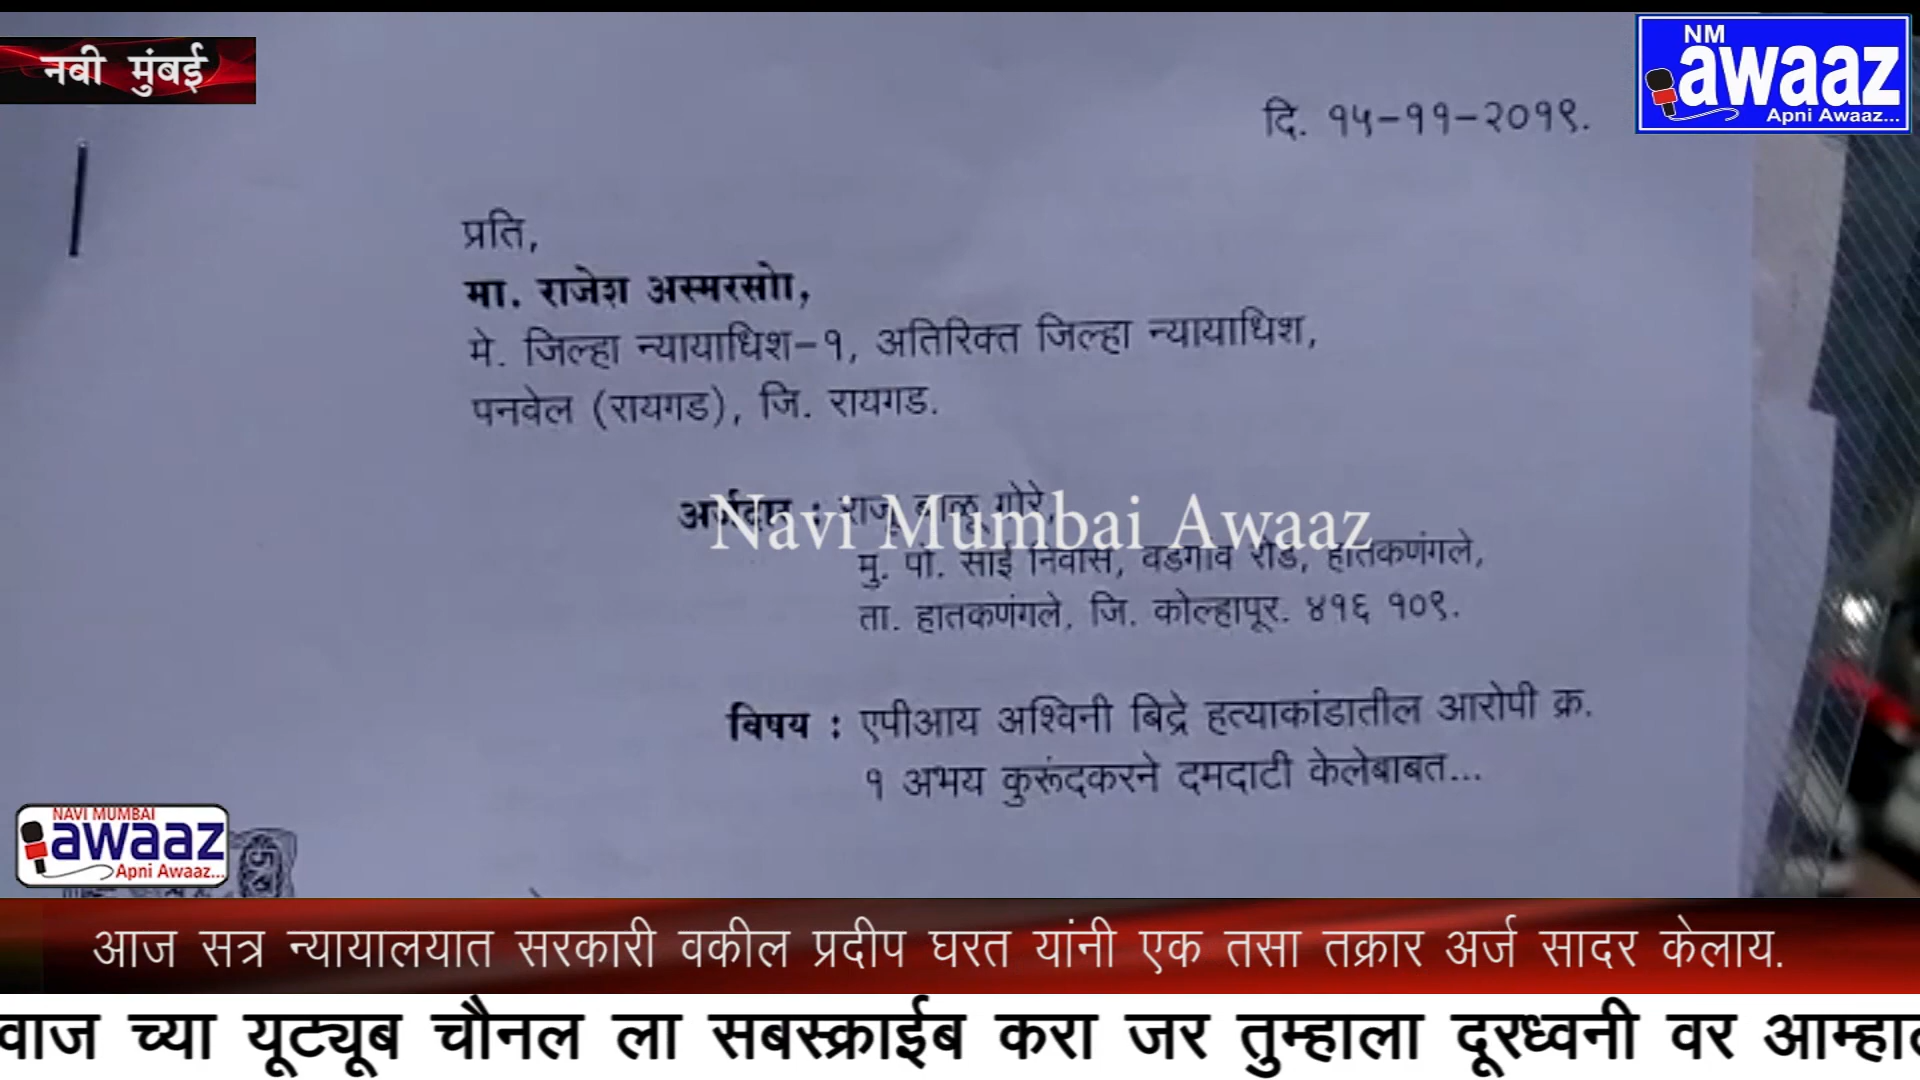 नवी मुंबई
NM
awaaz
Apni Awaaz...
दि. १५-११-२०१९.
प्रति,
मा. राजेश अस्मरसाो,
मे. जिल्हा न्यायाधिश-१, अतिरिक्त जिल्हा न्यायाधिश,
पनवेल (रायगड), जि. रायगड.
अर्जदार : राजू बाळू गोरे,
Navi Mumbai Awaaz
मु. पो. साई निवास, वडगांव रोड, हातकणंगले,
ता. हातकणंगले, जि. कोल्हापूर. ४१६ १०९.
विषय : एपीआय अश्विनी बिद्रे हत्याकांडातील आरोपी क्र.
१ अभय कुरूंदकरने दमदाटी केलेबाबत...
NAVI MUMBAI
awaaz
Apni Awaaz...
आज सत्र न्यायालयात सरकारी वकील प्रदीप घरत यांनी एक तसा तक्रार अर्ज सादर केलाय.
वाज च्या यूट्यूब चौनल ला सबस्क्राईब करा जर तुम्हाला दूरध्वनी वर